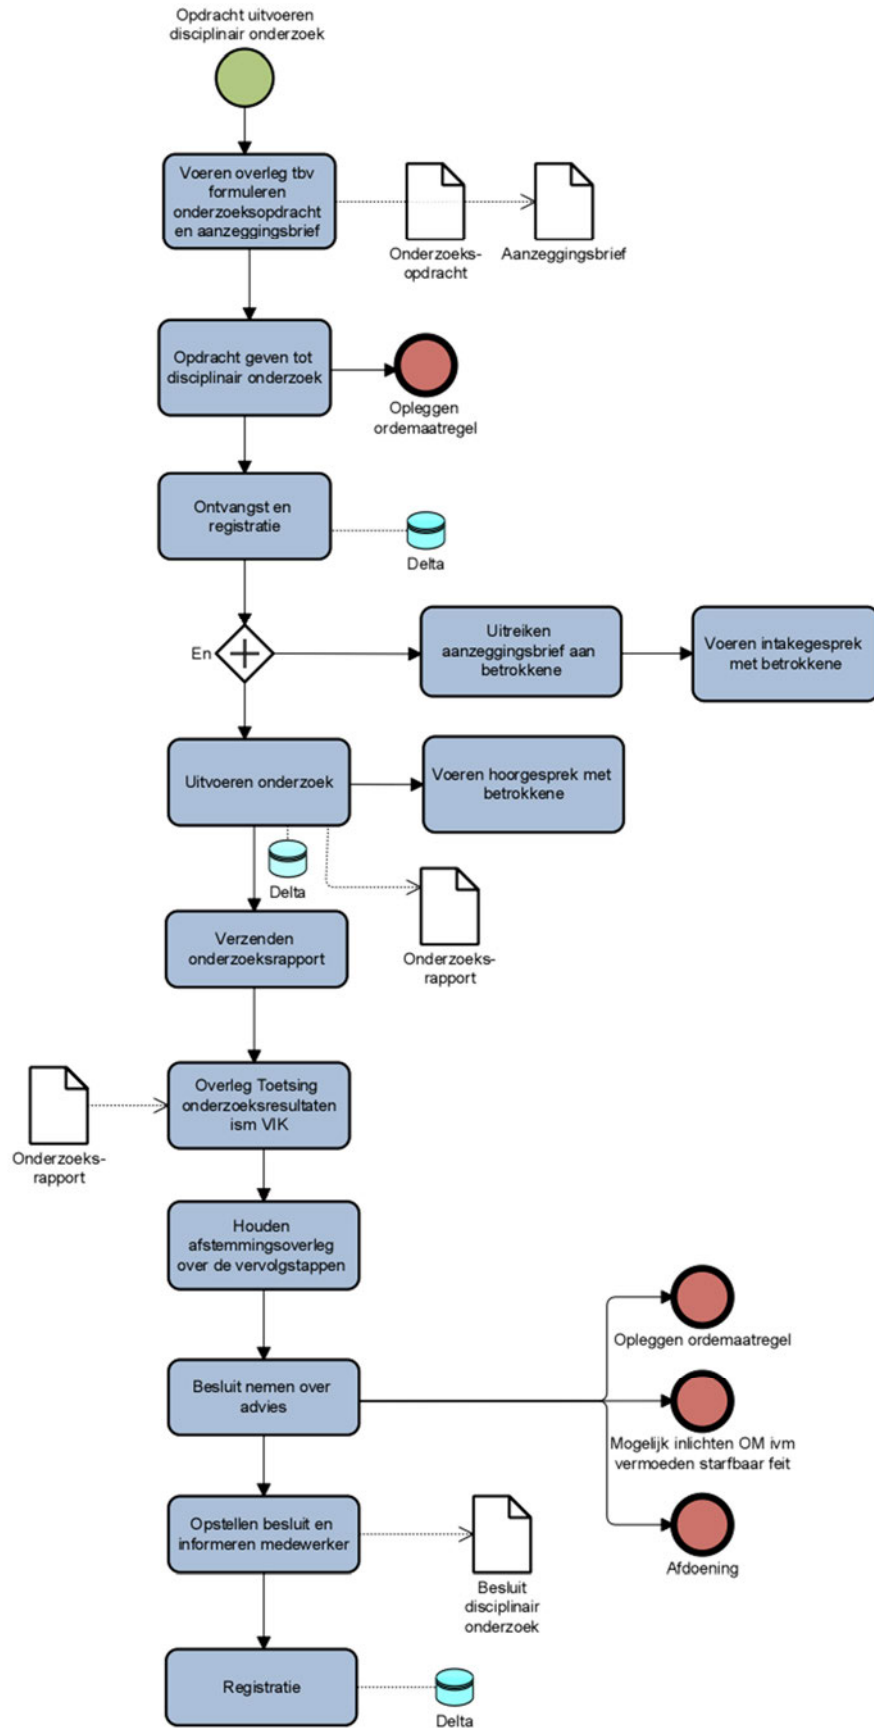 Opdracht uitvoeren
disciplinair onderzoek
Voeren overleg tbv
formuleren
onderzoeksopdracht
en aanzeggingsbrief
Onderzoeks-
opdracht
Aanzeggingsbrief
Opdracht geven tot
disciplinair onderzoek
Opleggen
ordemaatregel
Ontvangst en
registratie
Delta
En
Uitreiken
aanzeggingsbrief aan
betrokkene
Voeren intakegesprek
met betrokkene
Uitvoeren onderzoek
Voeren hoorgesprek met
betrokkene
Delta
Onderzoeks-
rapport
Verzenden
onderzoeksrapport
Overleg Toetsing
onderzoeksresultaten
ism VIK
Onderzoeks-
rapport
Houden
afstemmingsoverleg
over de vervolgstappen
Besluit nemen over
advies
Opleggen ordemaatregel
Mogelijk inlichten OM ivm
vermoeden starfbaar feit
Afdoening
Opstellen besluit en
informeren medewerker
Besluit
disciplinair
onderzoek
Registratie
Delta